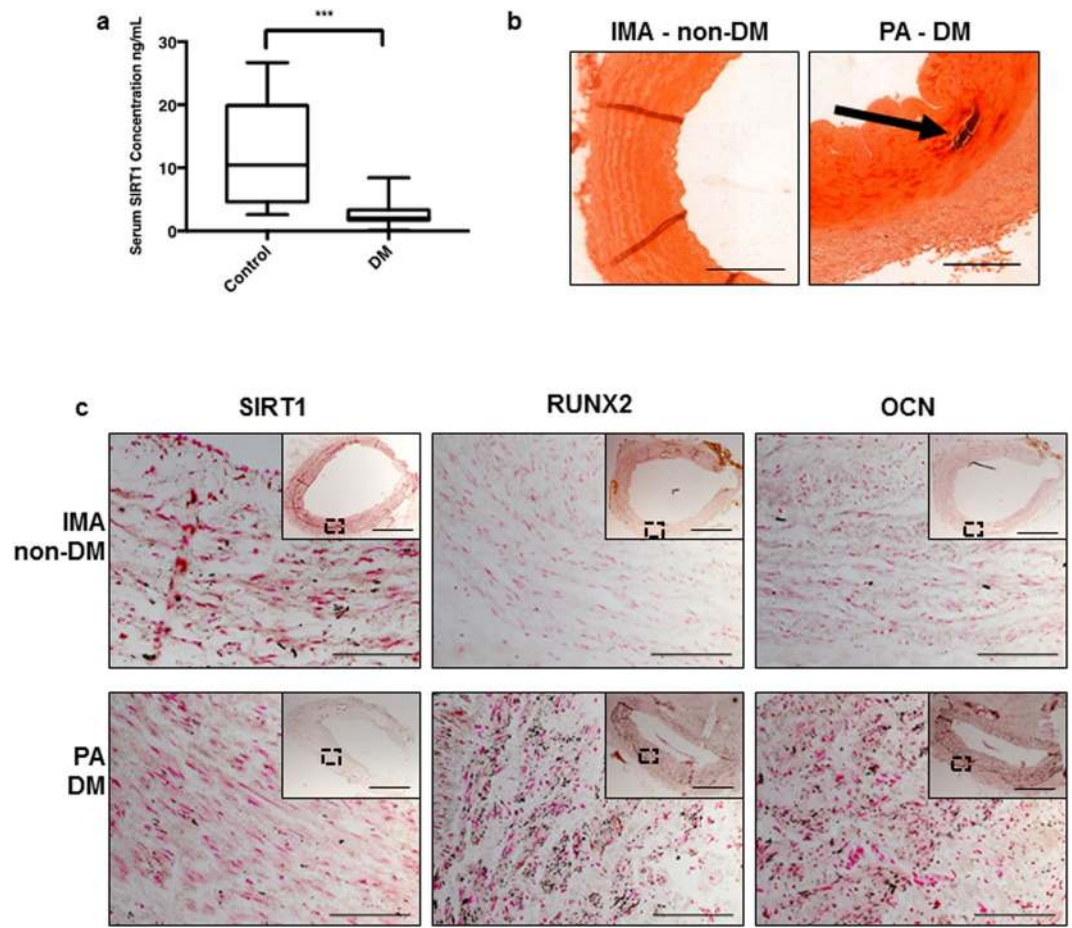 a
***
Serum SIRT1 Concentration ng/mL
30
20
10
0
Control
DM
b
IMA - non-DM
PA - DM
c
SIRT1
RUNX2
OCN
IMA
non-DM
PA
DM